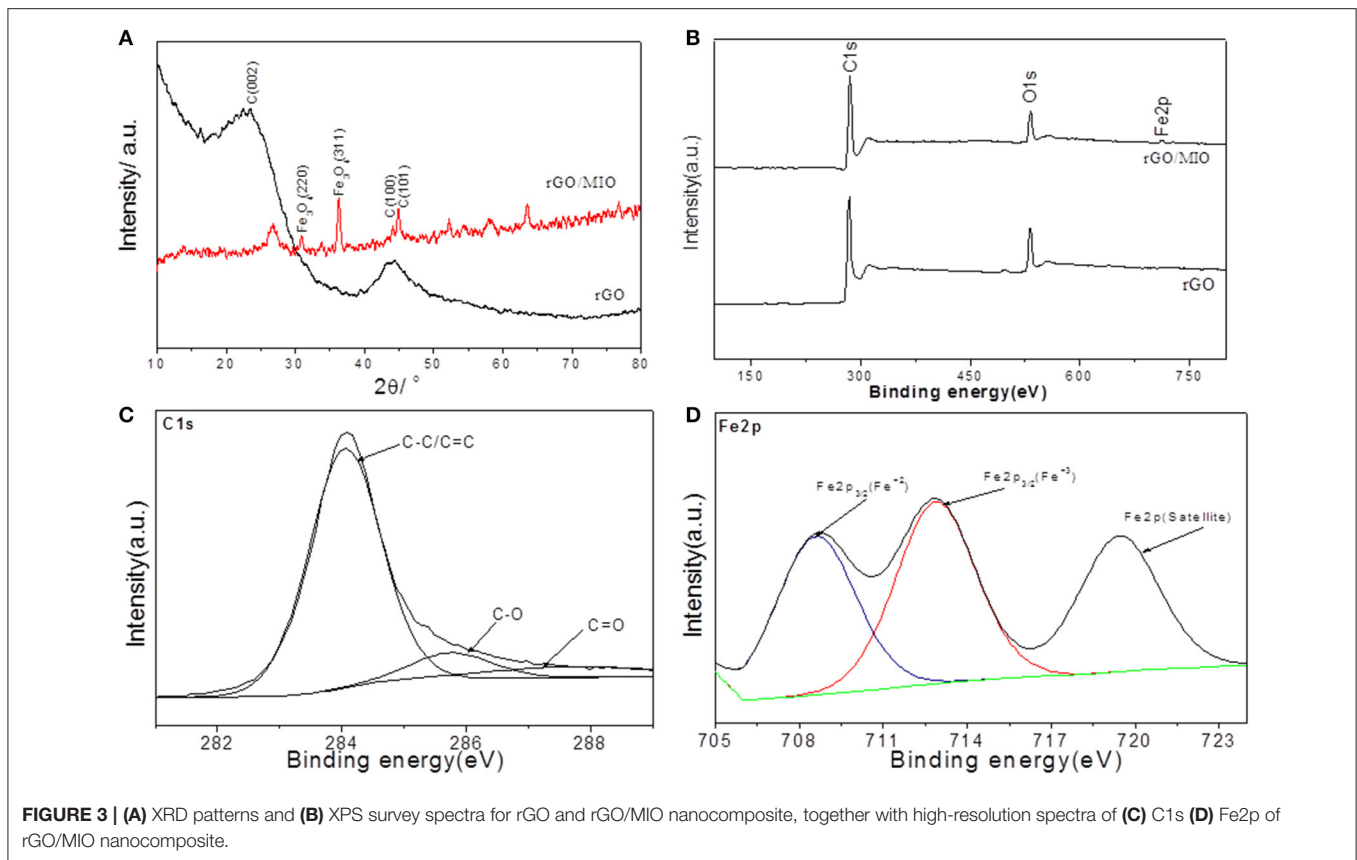 A
Intensity/ a.u.
C(002)
Fe3O4(220)
Fe3O4(311)
C(100)
C(101)
rGO/MIO
rGO
10 20 30 40 50 60 70 80
2θ/ °
B
Intensity(a.u.)
C1s
O1s
Fe2p
rGO/MIO
rGO
150 300 450 600 750
Binding energy(eV)
C
C1s
Intensity(a.u.)
C-C/C=C
C-O
C=O
282 284 286 288
Binding energy(eV)
D
Fe2p
Intensity(a.u.)
Fe2p3/2(Fe+2)
Fe2p3/2(Fe+3)
Fe2p(Satellite)
705 708 711 714 717 720 723
Binding energy(eV)
FIGURE 3 | (A) XRD patterns and (B) XPS survey spectra for rGO and rGO/MIO nanocomposite, together with high-resolution spectra of (C) C1s (D) Fe2p of
rGO/MIO nanocomposite.